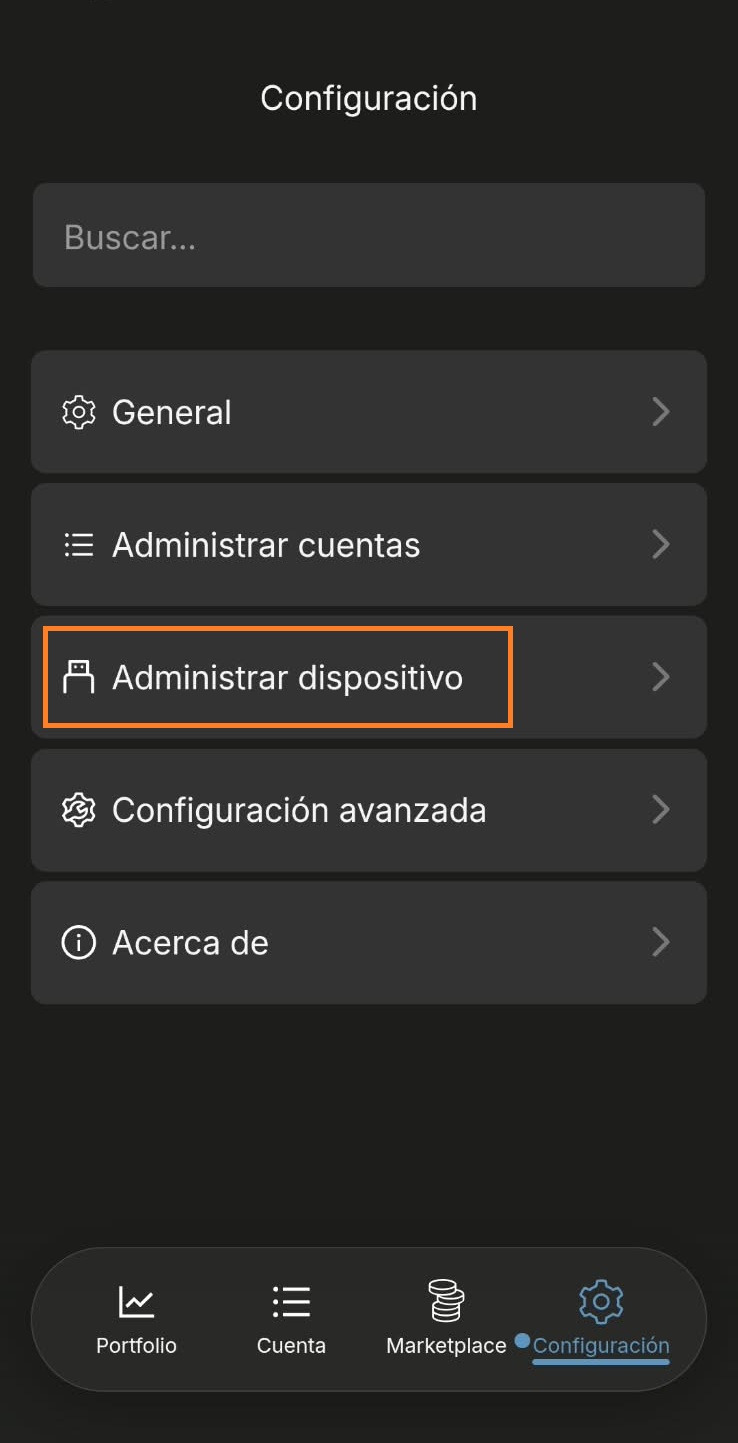 Configuración
Buscar...
General
Administrar cuentas
Administrar dispositivo
Configuración avanzada
Acerca de
Portfolio
Cuenta
Marketplace
Configuración